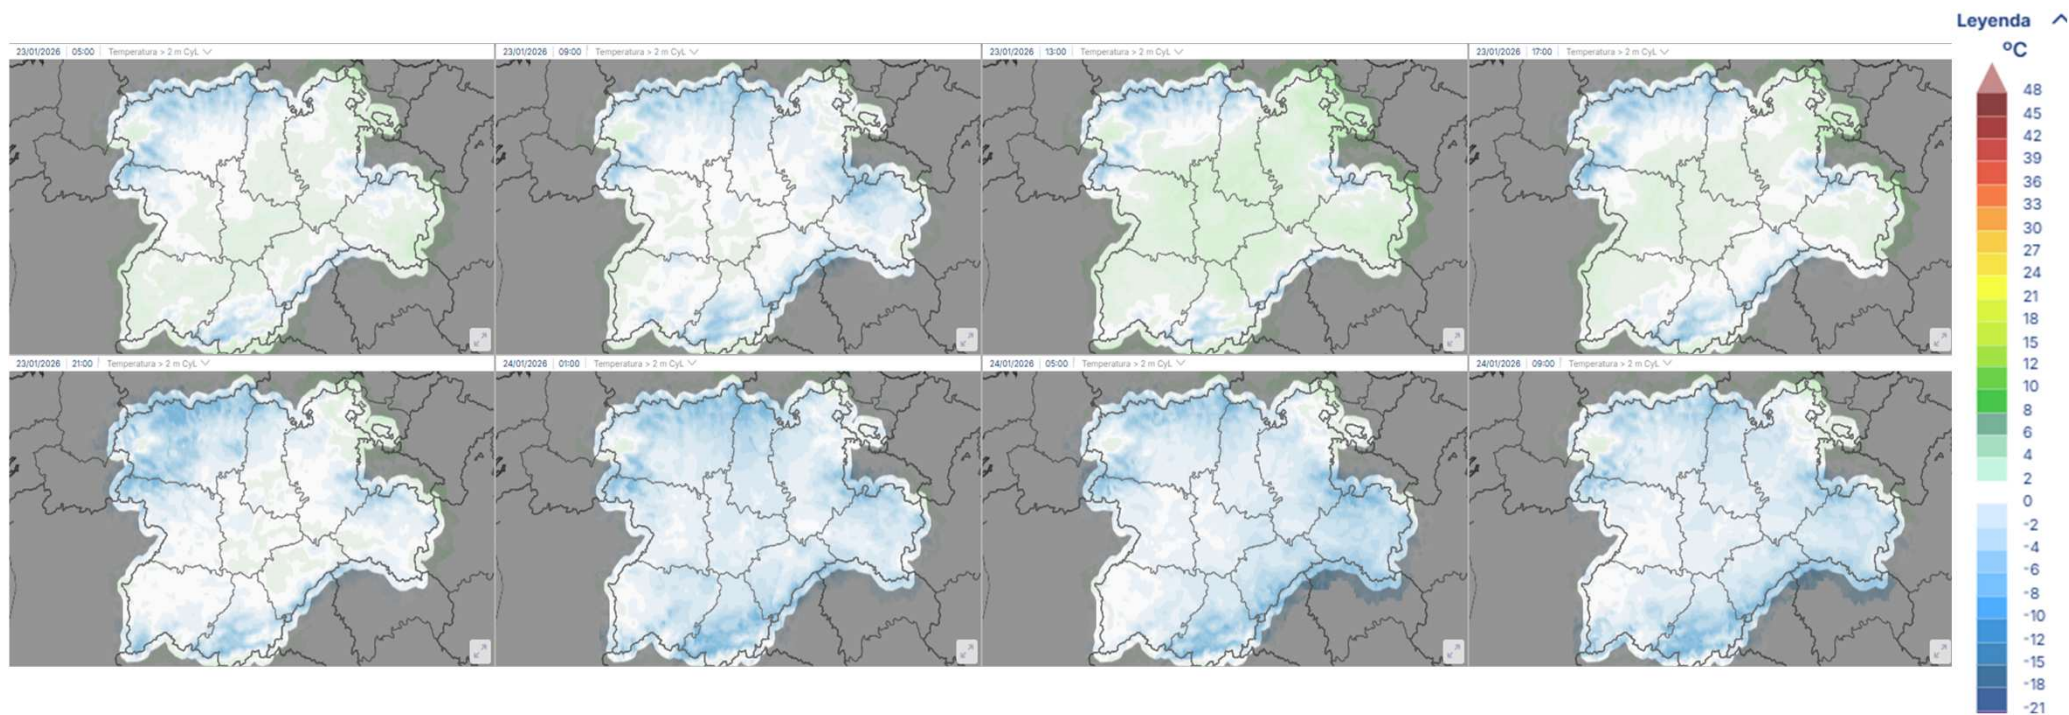 Leyenda
ºC
23/01/2026 05:00 Temperatura > 2 m CyL
23/01/2026 09:00 Temperatura > 2 m CyL
23/01/2026 13:00 Temperatura > 2 m CyL
23/01/2026 17:00 Temperatura > 2 m CyL
23/01/2026 21:00 Temperatura > 2 m CyL
24/01/2026 01:00 Temperatura > 2 m CyL
24/01/2026 05:00 Temperatura > 2 m CyL
24/01/2026 09:00 Temperatura > 2 m CyL
48
45
42
39
36
33
30
27
24
21
18
15
12
10
8
6
4
2
0
-2
-4
-6
-8
-10
-12
-15
-18
-21